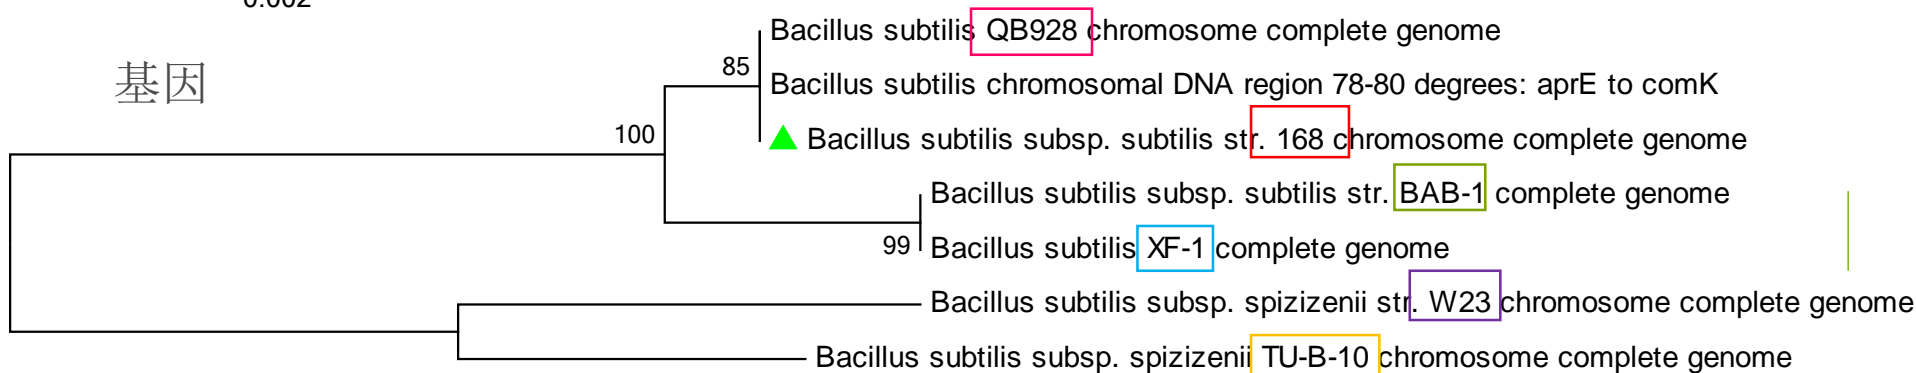 0.002
Bacillus subtilis QB928 chromosome complete genome
基因
85
Bacillus subtilis chromosomal DNA region 78-80 degrees: aprE to comK
100
Bacillus subtilis subsp. subtilis str. 168 chromosome complete genome
Bacillus subtilis subsp. subtilis str. BAB-1 complete genome
99
Bacillus subtilis XF-1 complete genome
Bacillus subtilis subsp. spizizenii str. W23 chromosome complete genome
Bacillus subtilis subsp. spizizenii TU-B-10 chromosome complete genome